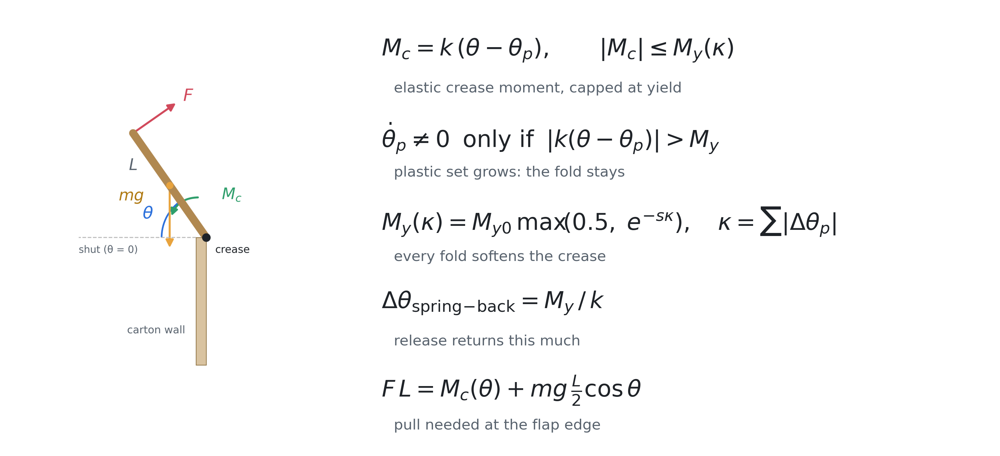 F
L
mg
M_c
θ
shut (θ = 0)
crease
carton wall
M_c = k (θ − θ_p),  |M_c| ≤ M_y(κ)
elastic crease moment, capped at yield
θ̇_p ≠ 0 only if |k(θ − θ_p)| > M_y
plastic set grows: the fold stays
M_y(κ) = M_y0 max(0.5, e^{−sκ}),  κ = ∑|Δθ_p|
every fold softens the crease
Δθ_spring−back = M_y / k
release returns this much
F L = M_c(θ) + mg L/2 cos θ
pull needed at the flap edge